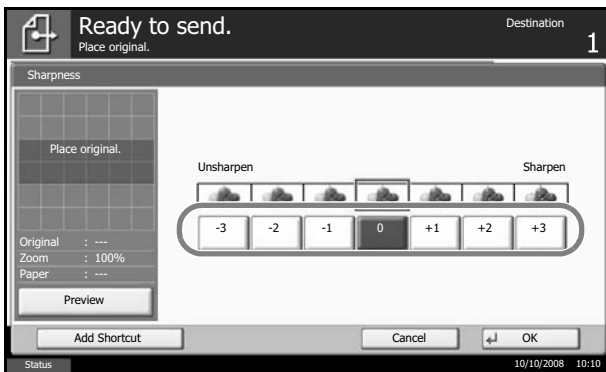 Ready to send.
Destination
Place original.
1
Sharpness
Place original.
Unsharpen
Sharpen
-3 -2 -1 0 +1 +2 +3
Original : ---
Zoom : 100%
Paper : ---
Preview
Add Shortcut
Cancel
OK
Status
10/10/2008 10:10